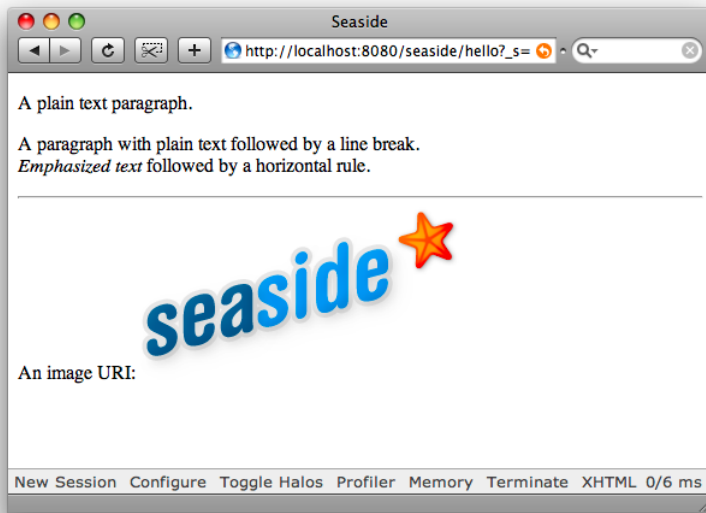 Seaside
http://localhost:8080/seaside/hello?_s=
A plain text paragraph.
A paragraph with plain text followed by a line break.
Emphasized text followed by a horizontal rule.
seaside
An image URI:
New Session Configure Toggle Halos Profiler Memory Terminate XHTML 0/6 ms